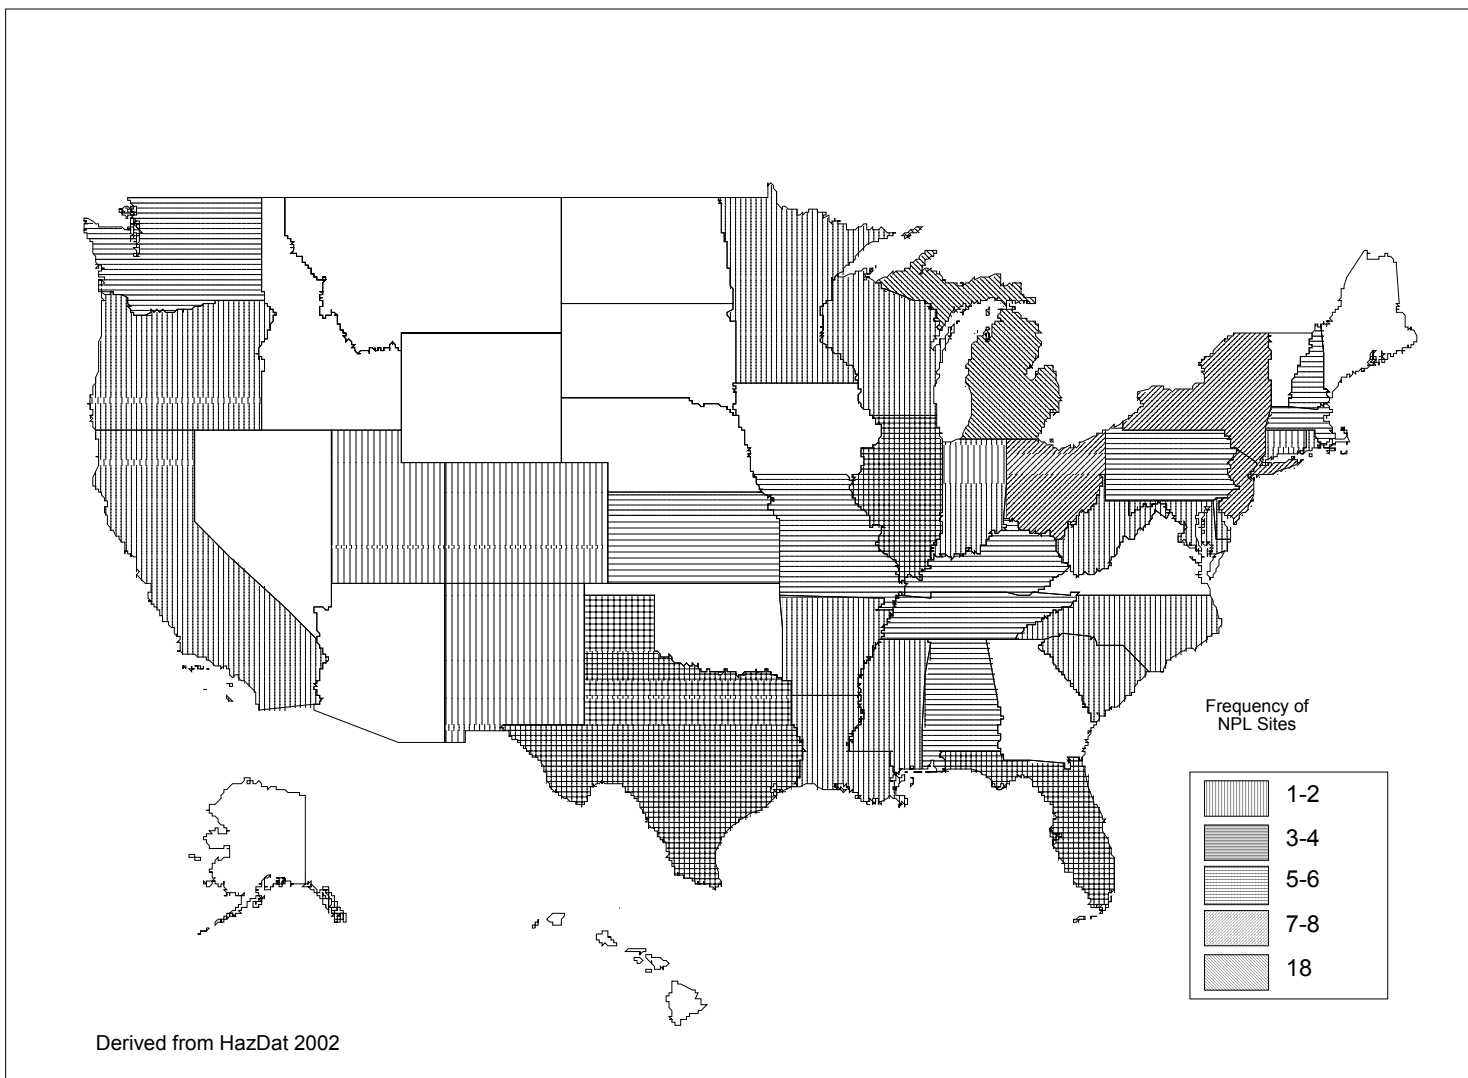 Frequency of
NPL Sites
1-2
3-4
5-6
7-8
18
Derived from HazDat 2002